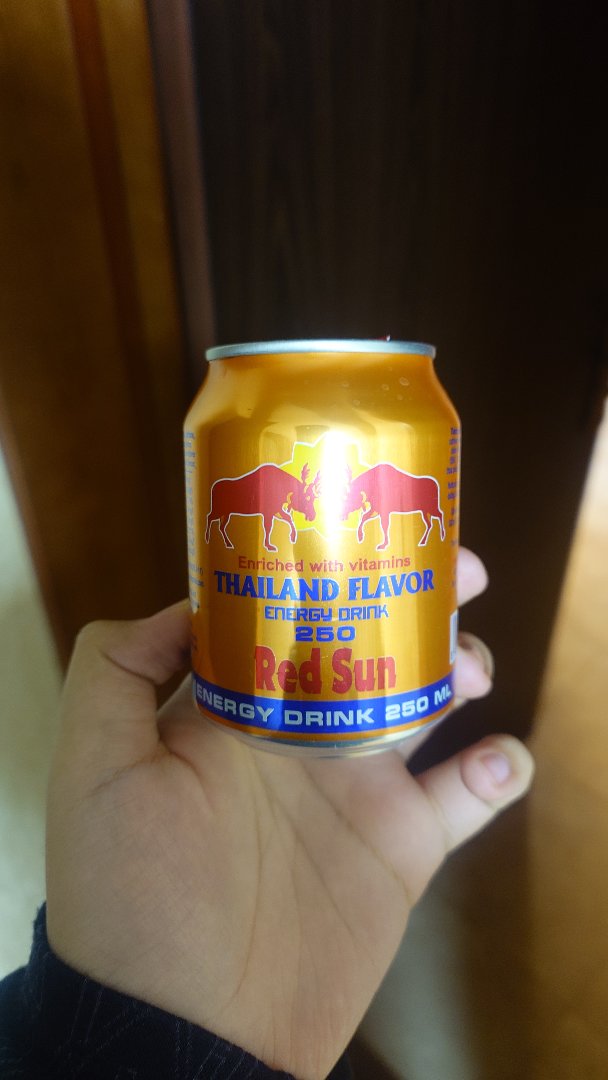 Enriched with vitamins
THAILAND FLAVOR
ENERGY DRINK
250
Red Sun
ENERGY DRINK 250 ML